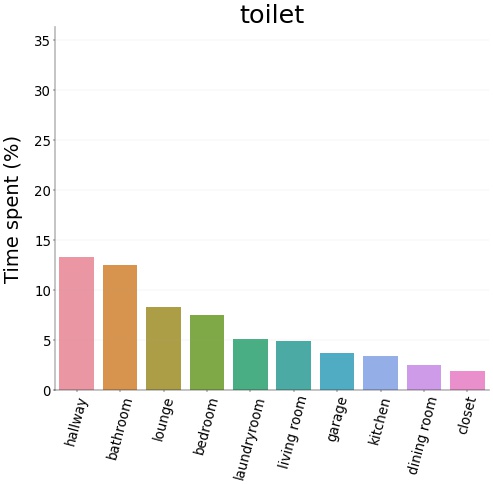 toilet
Time spent (%)
35
30
25
20
15
10
5
0
hallway
bathroom
lounge
bedroom
laundryroom
living room
garage
kitchen
dining room
closet